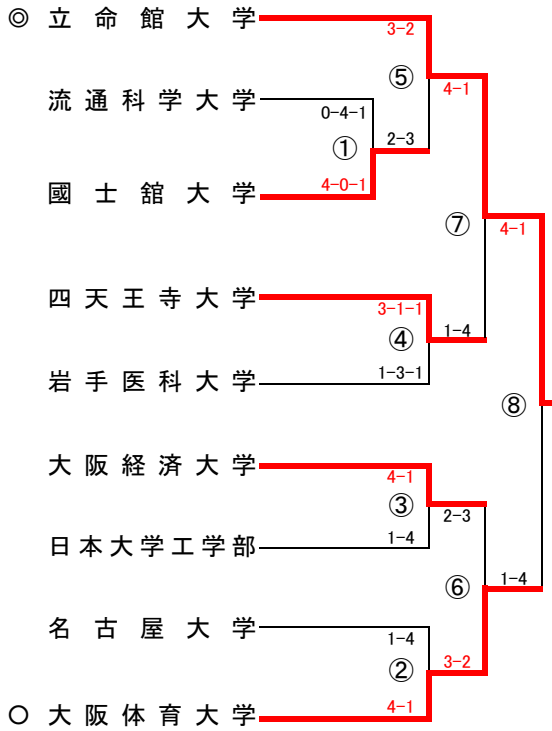 ◎ 立命館大学
3-2
⑤
4-1
流通科学大学
0-4-1
①
2-3
國士舘大学
4-0-1
⑦
4-1
四天王寺大学
3-1-1
④
1-4
岩手医科大学
1-3-1
⑧
大阪経済大学
4-1
③
2-3
日本大学工学部
1-4
⑥
1-4
名古屋大学
1-4
②
3-2
○ 大阪体育大学
4-1